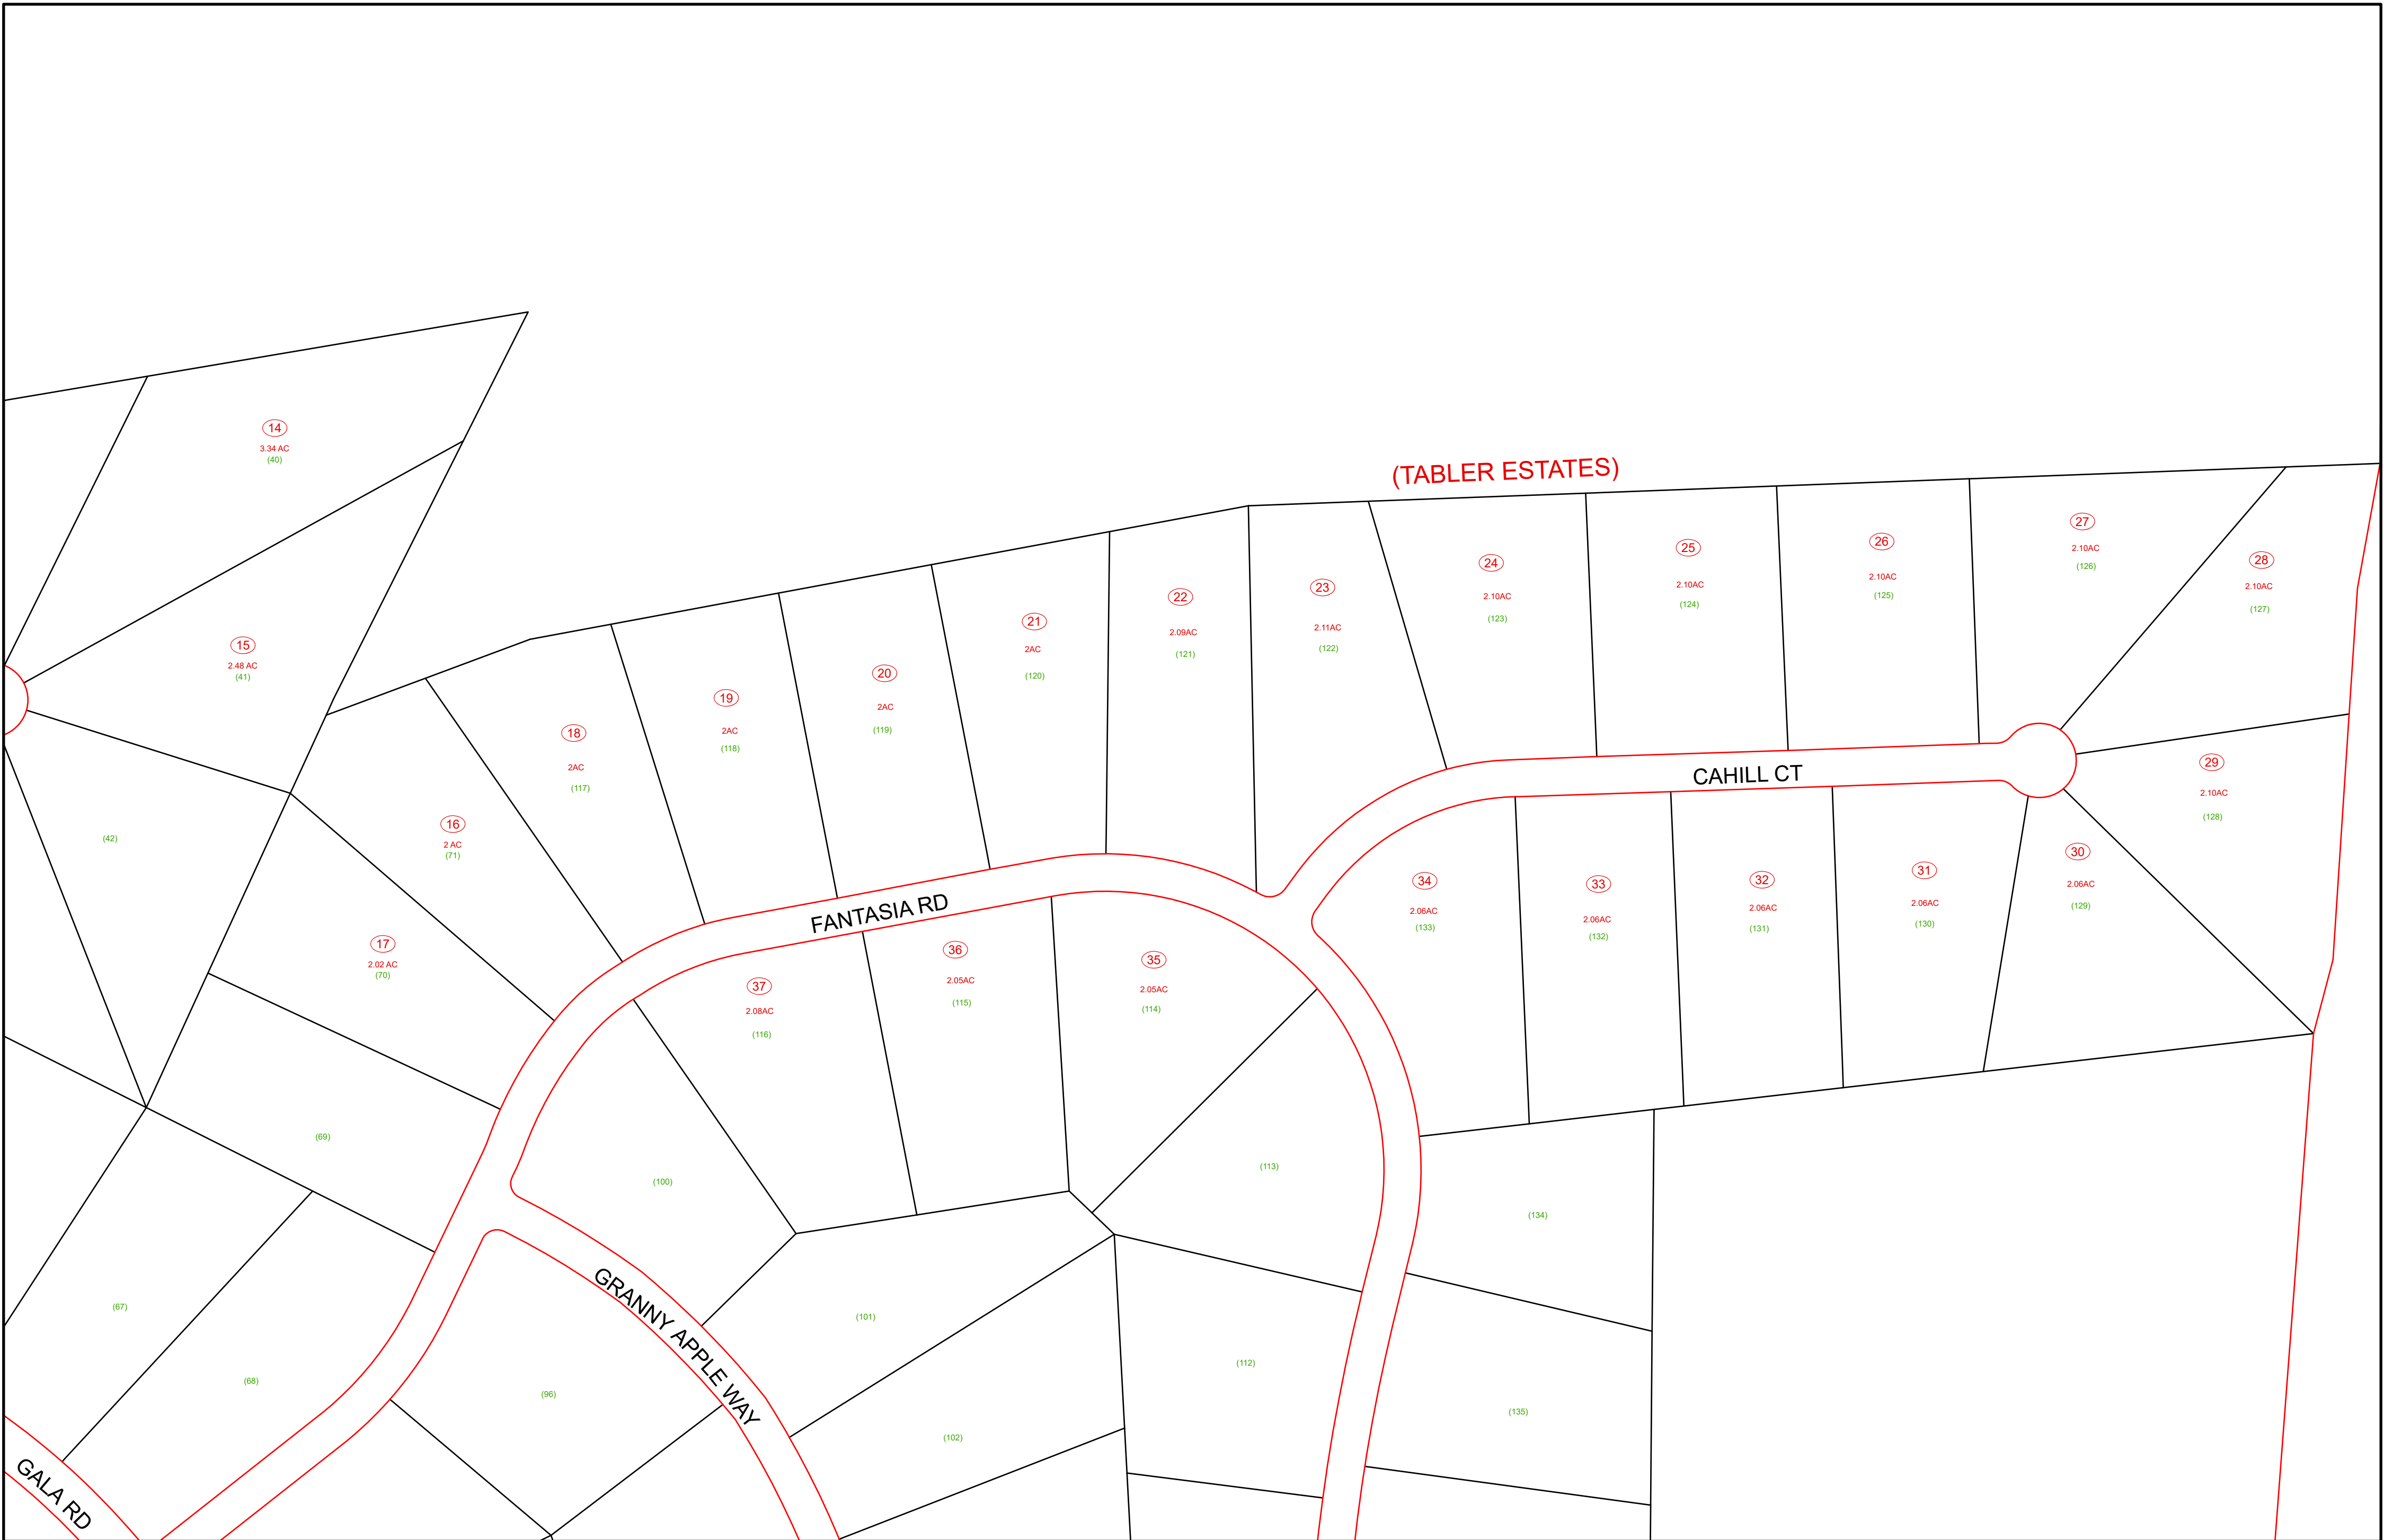 14
3.34 AC
(40)
(TABLER ESTATES)
15
2.48 AC
(41)
16
2 AC
(71)
17
2.02 AC
(70)
18
2AC
(117)
19
2AC
(118)
20
2AC
(119)
21
2AC
(120)
22
2.09AC
(121)
23
2.11AC
(122)
24
2.10AC
(123)
25
2.10AC
(124)
26
2.10AC
(125)
27
2.10AC
(126)
28
2.10AC
(127)
29
2.10AC
(128)
CAHILL CT
30
2.06AC
(129)
31
2.06AC
(130)
32
2.06AC
(131)
33
2.06AC
(132)
34
2.06AC
(133)
FANTASIA RD
35
2.05AC
(114)
36
2.05AC
(115)
37
2.08AC
(116)
(42)
(69)
(100)
(113)
(134)
(67)
(68)
(96)
GRANNY APPLE WAY
(101)
(102)
(112)
(135)
GALA RD